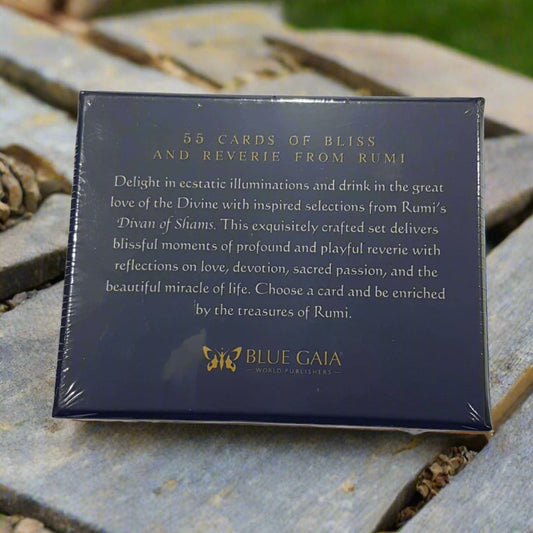 55 CARDS OF BLISS
AND REVERIE FROM RUMI
Delight in ecstatic illuminations and drink in the great
love of the Divine with inspired selections from Rumi's
Divan of Shams. This exquisitely crafted set delivers
blissful moments of profound and playful reverie with
reflections on love, devotion, sacred passion, and the
beautiful miracle of life. Choose a card and be enriched
by the treasures of Rumi.
BLUE GAIA®
—WORLD PUBLISHERS—